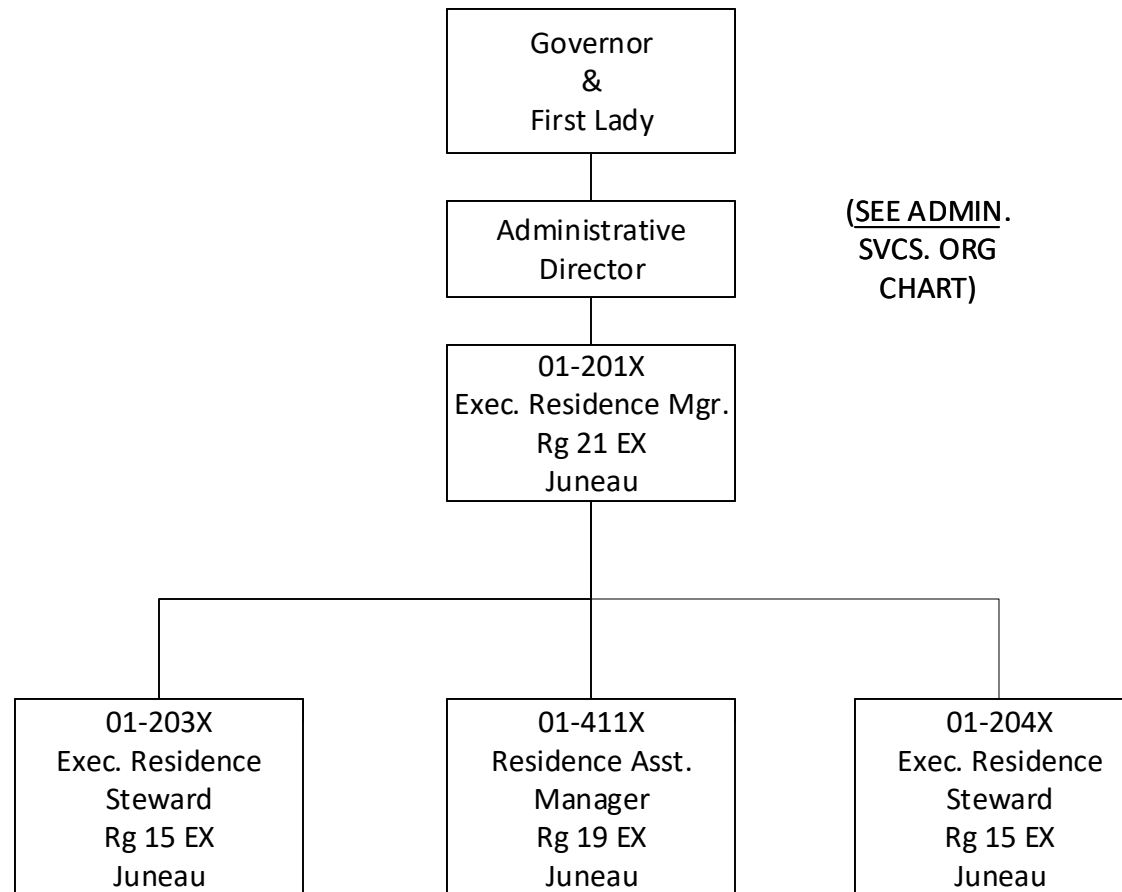 Governor
&
First Lady
Administrative
Director
(SEE ADMIN.
SVCS. ORG
CHART)
01-201X
Exec. Residence Mgr.
Rg 21 EX
Juneau
01-203X
Exec. Residence
Steward
Rg 15 EX
Juneau
01-411X
Residence Asst.
Manager
Rg 19 EX
Juneau
01-204X
Exec. Residence
Steward
Rg 15 EX
Juneau